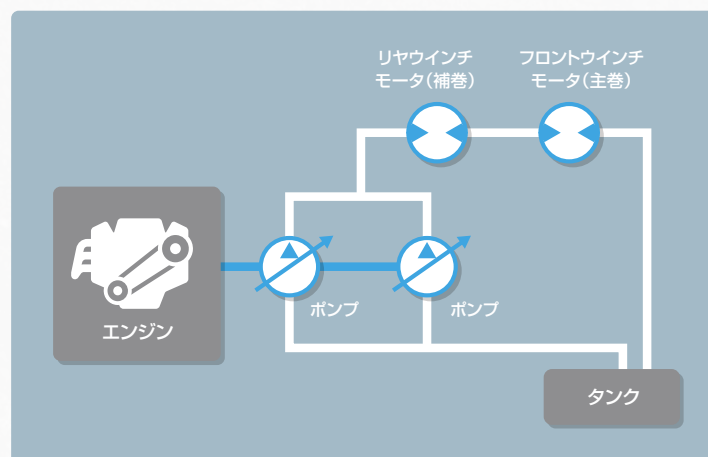 リヤウインチ
モータ(補巻)
フロントウインチ
モータ(主巻)
エンジン
ポンプ
ポンプ
タンク